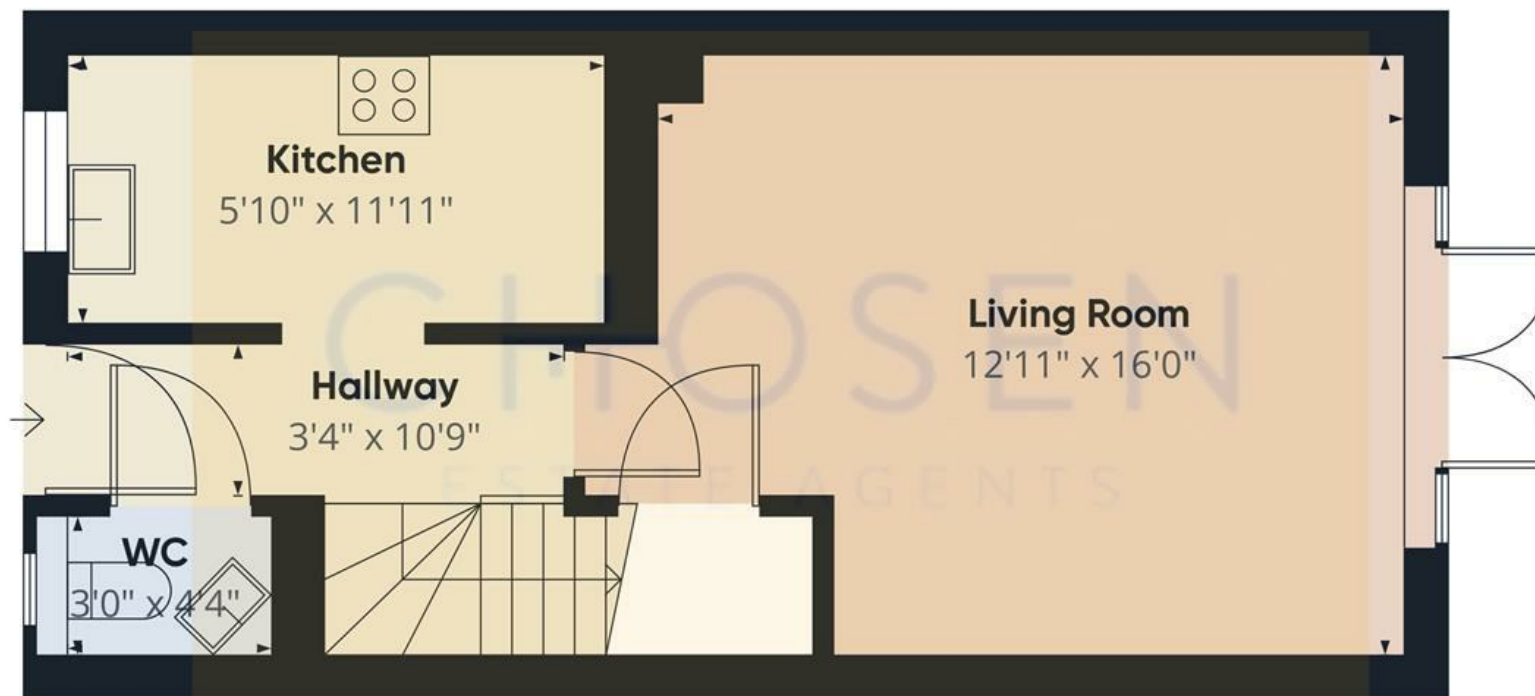 Kitchen
5'10" x 11'11"
Living Room
12'11" x 16'0"
Hallway
3'4" x 10'9"
WC
3'0" x 4'4"
CHOSEN
ESTATE AGENTS